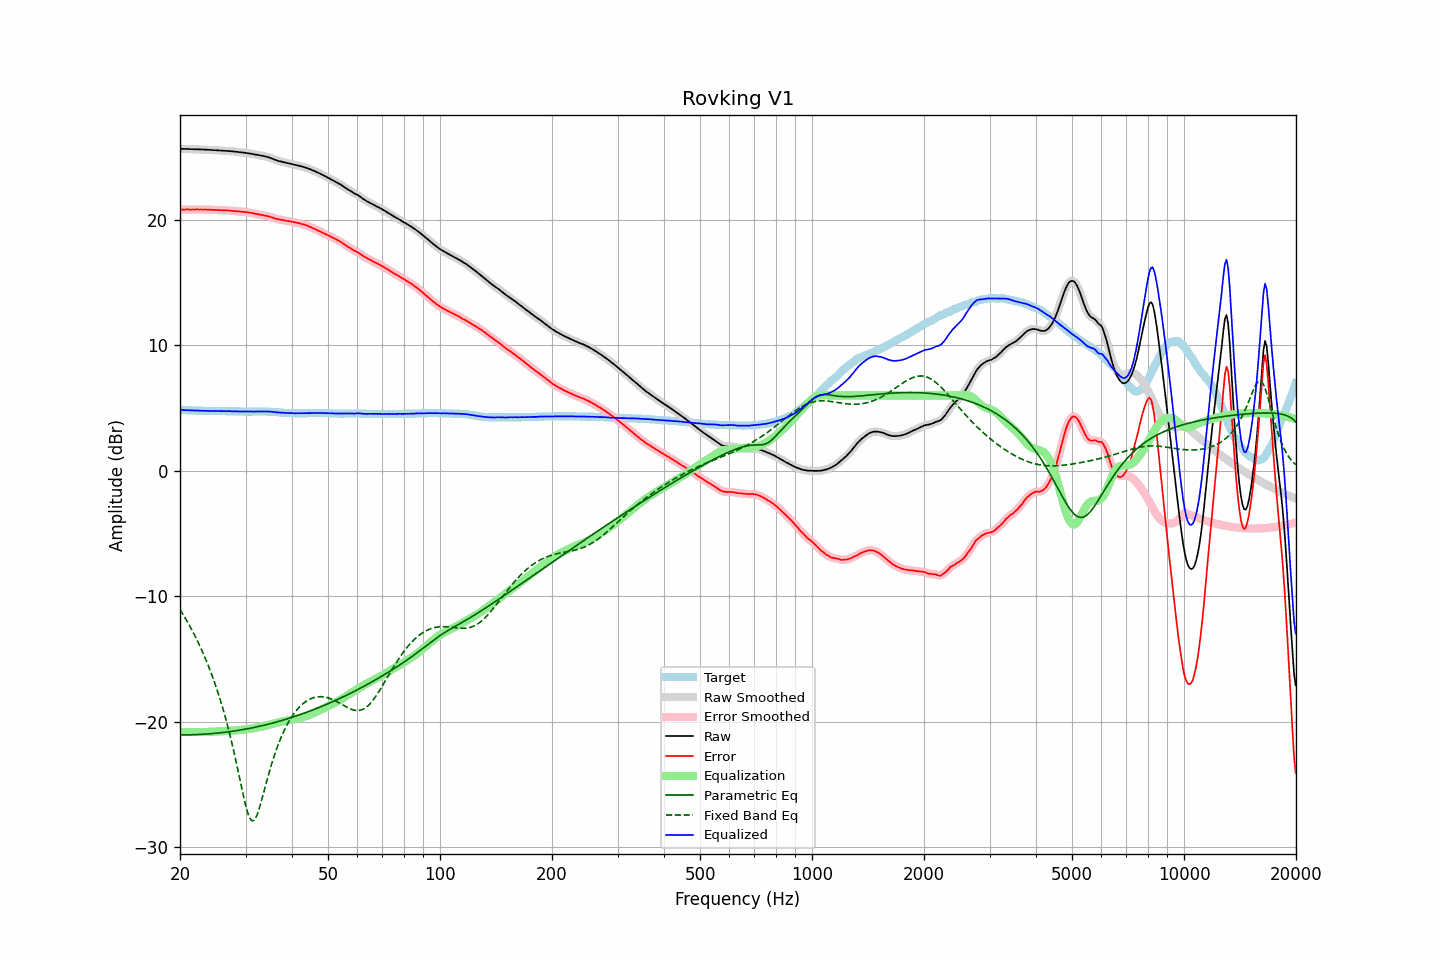 Rovking V1
Amplitude (dBr)
20
10
0
−10
−20
−30
Target
Raw Smoothed
Error Smoothed
Raw
Error
Equalization
Parametric Eq
Fixed Band Eq
Equalized
20 50 100 200 500 1000 2000 5000 10000 20000
Frequency (Hz)